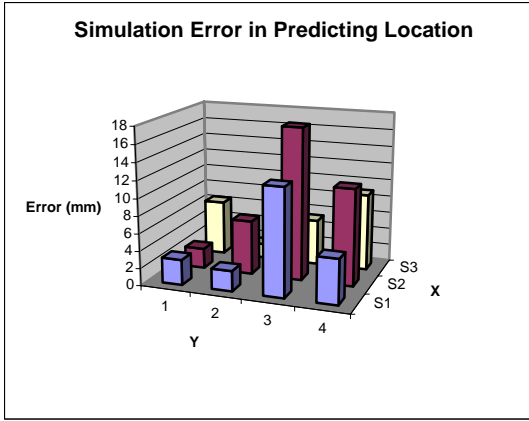 Simulation Error in Predicting Location
18
16
14
12
10
8
6
4
2
0
Error (mm)
1
2
3
4
Y
S1
S2
S3
X